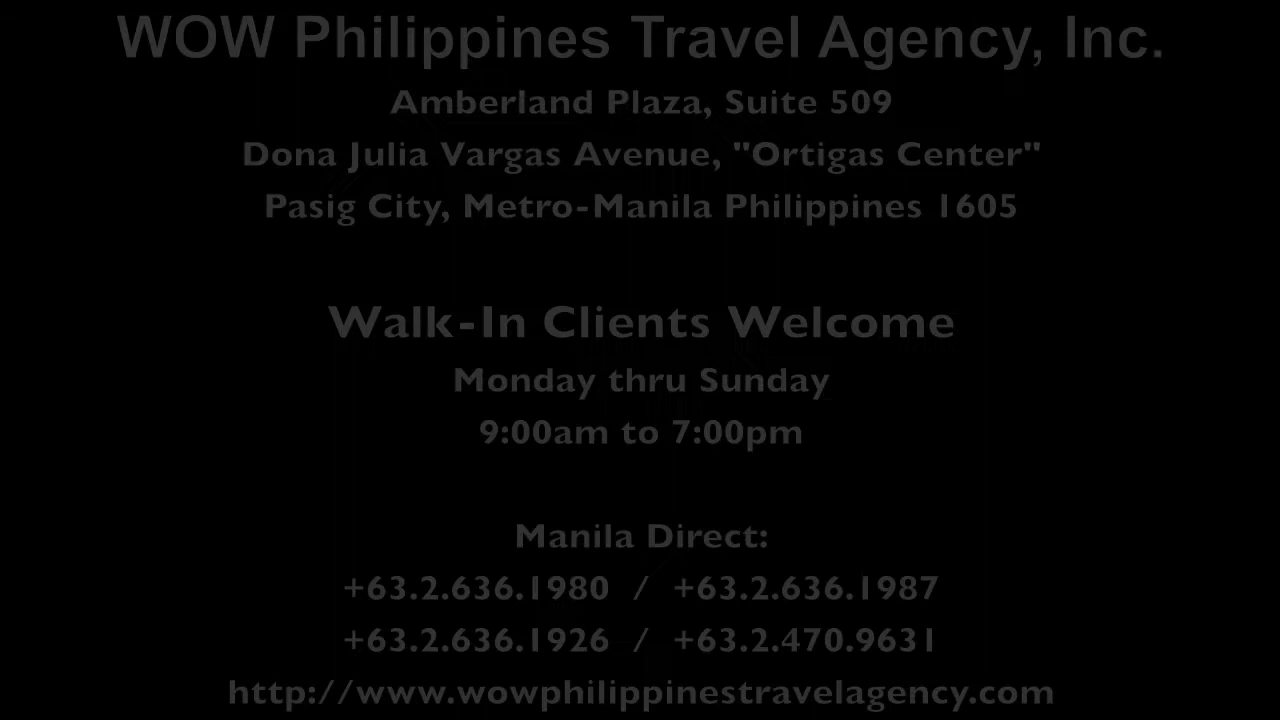 WOW Philippines Travel Agency, Inc.
Amberland Plaza, Suite 509
Dona Julia Vargas Avenue, "Ortigas Center"
Pasig City, Metro-Manila Philippines 1605
Walk-In Clients Welcome
Monday thru Sunday
9:00am to 7:00pm
Manila Direct:
+63.2.636.1980 / +63.2.636.1987
+63.2.636.1926 / +63.2.470.9631
http://www.wowphilippinestravelagency.com